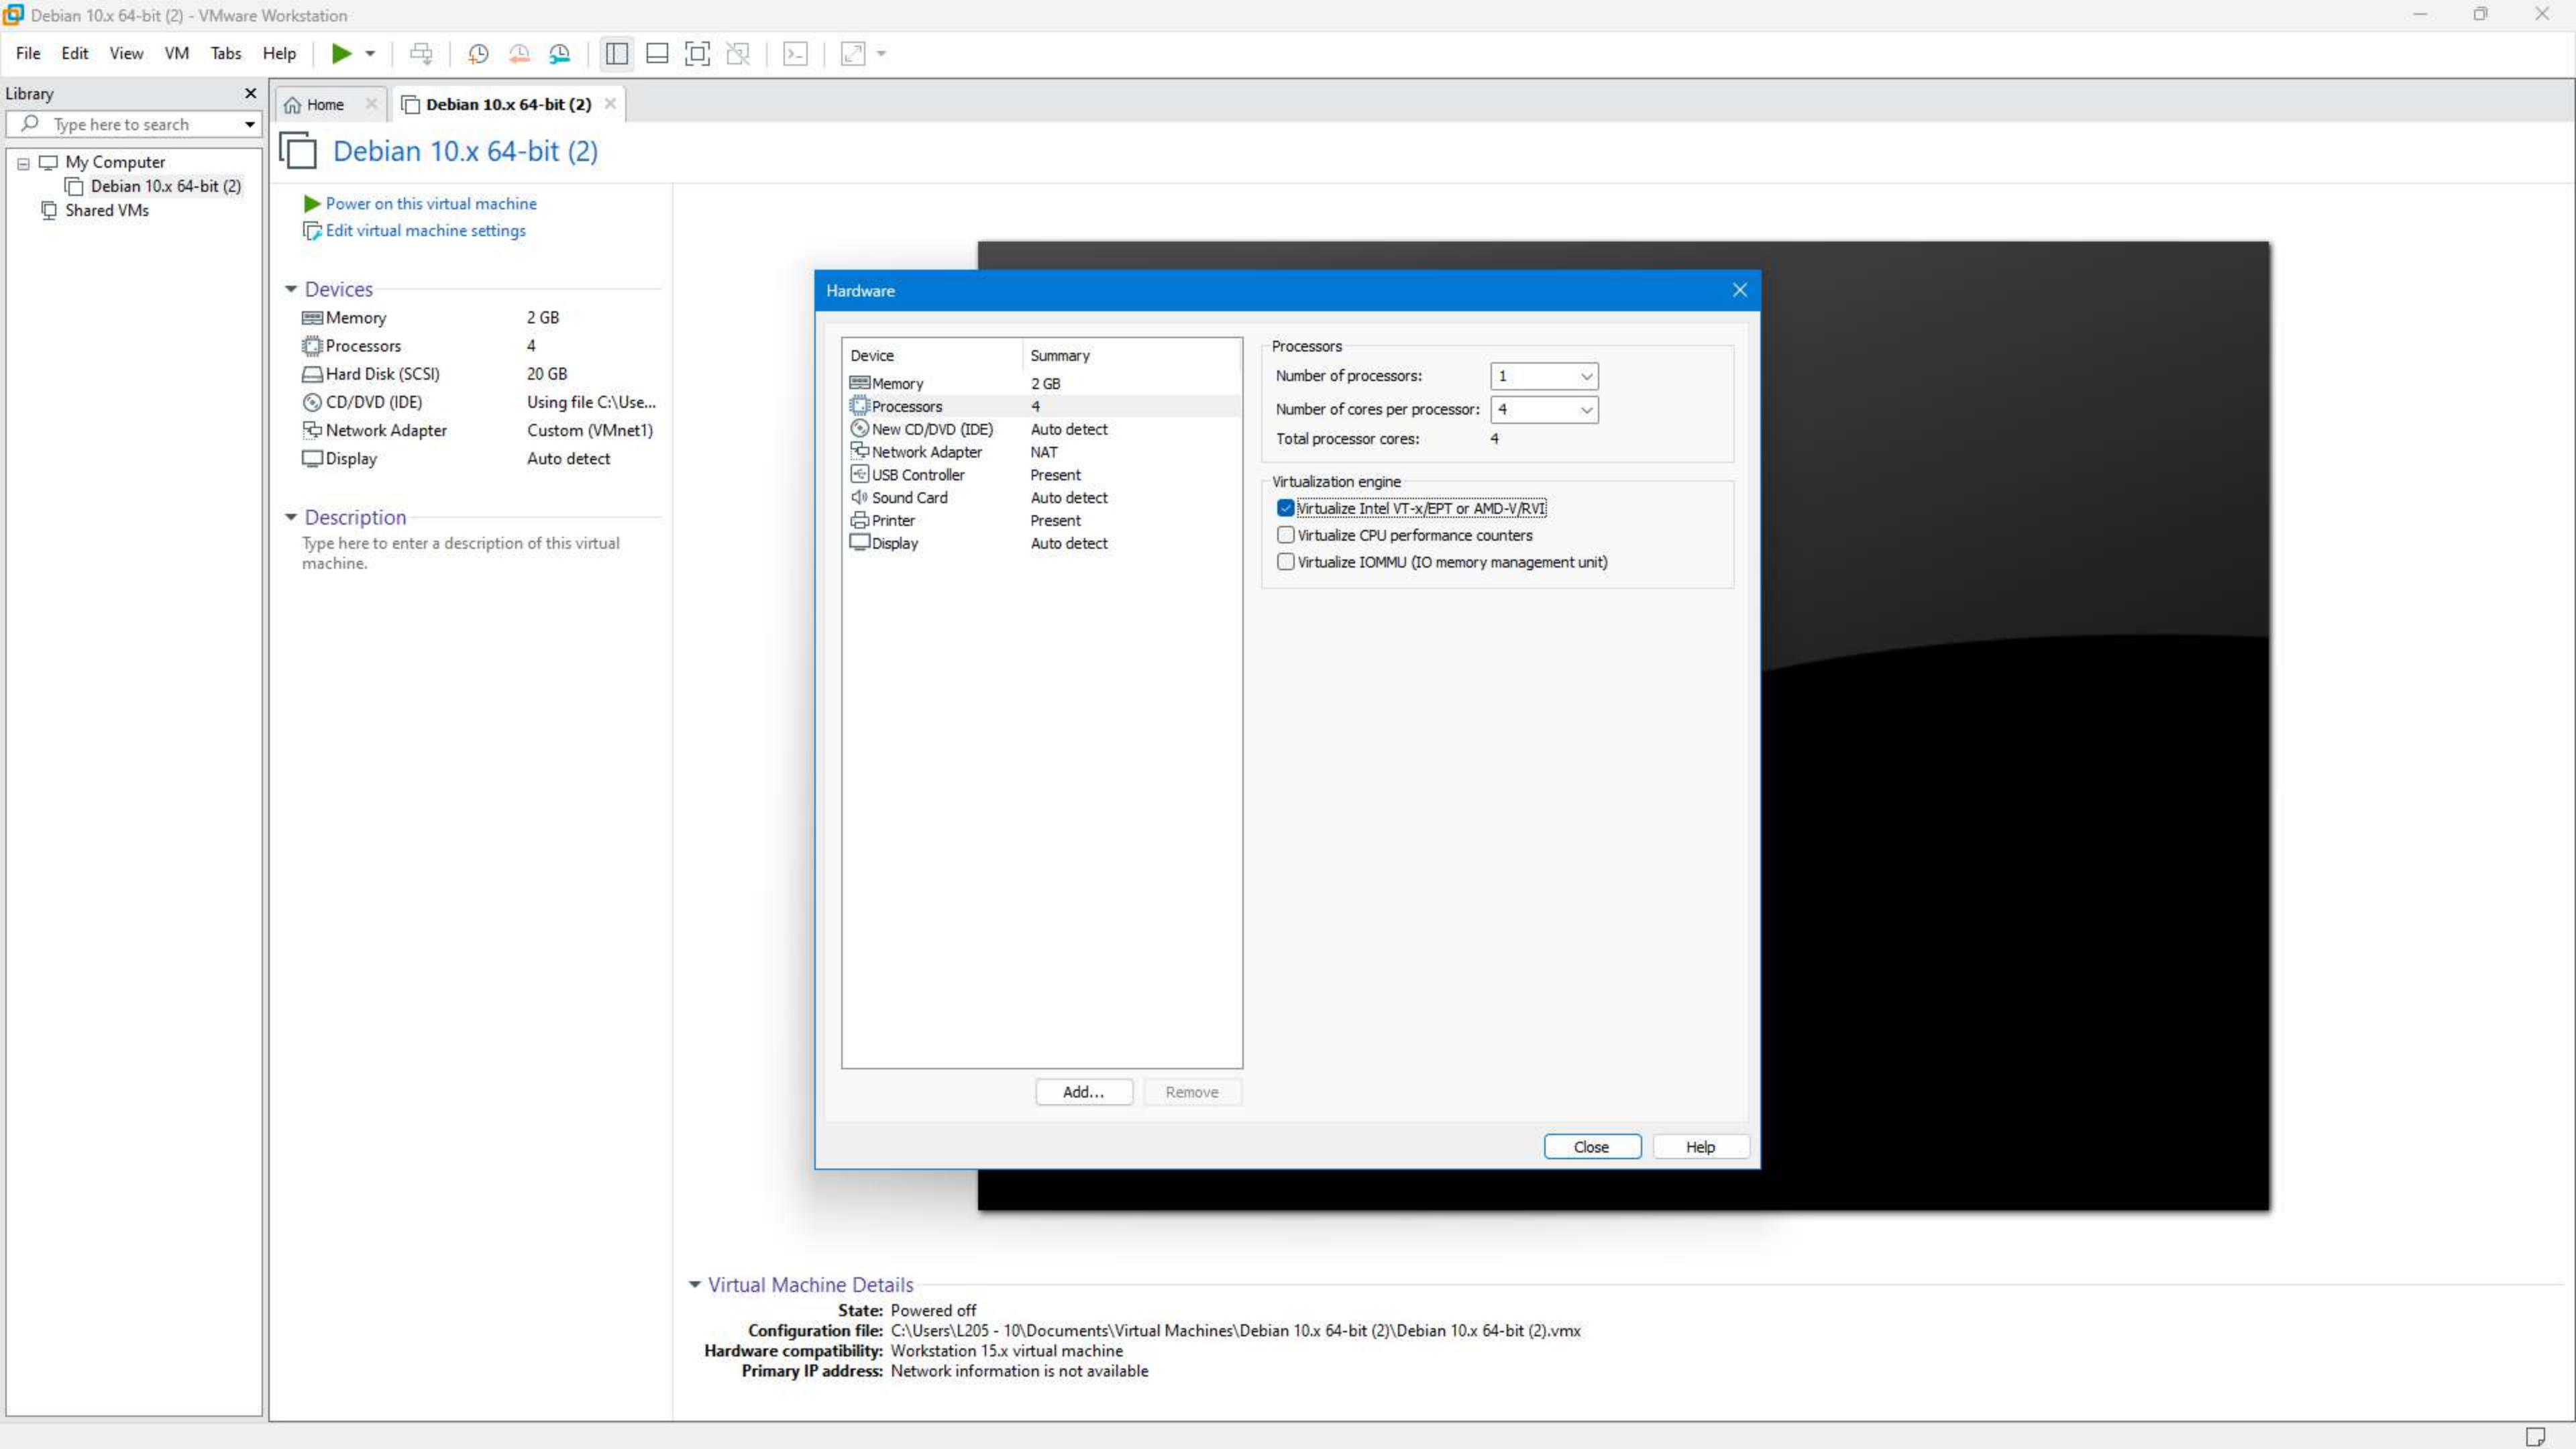 Debian 10.x 64-bit (2) - VMware Workstation
File Edit View VM Tabs Help
Library
Type here to search
My Computer
Debian 10.x 64-bit (2)
Shared VMs
Home
Debian 10.x 64-bit (2)
Debian 10.x 64-bit (2)
Power on this virtual machine
Edit virtual machine settings
Devices
Memory 2 GB
Processors 4
Hard Disk (SCSI) 20 GB
CD/DVD (IDE) Using file C:\Use...
Network Adapter Custom (VMnet1)
Display Auto detect
Description
Type here to enter a description of this virtual
machine.
Hardware
Device Summary
Memory 2 GB
Processors 4
New CD/DVD (IDE) Auto detect
Network Adapter NAT
USB Controller Present
Sound Card Auto detect
Printer Present
Display Auto detect
Add...
Remove
Processors
Number of processors: 1
Number of cores per processor: 4
Total processor cores: 4
Virtualization engine
Virtualize Intel VT-x/EPT or AMD-V/RVI
Virtualize CPU performance counters
Virtualize IOMMU (IO memory management unit)
Close
Help
Virtual Machine Details
State: Powered off
Configuration file: C:\Users\L205 - 10\Documents\Virtual Machines\Debian 10.x 64-bit (2)\Debian 10.x 64-bit (2).vmx
Hardware compatibility: Workstation 15.x virtual machine
Primary IP address: Network information is not available